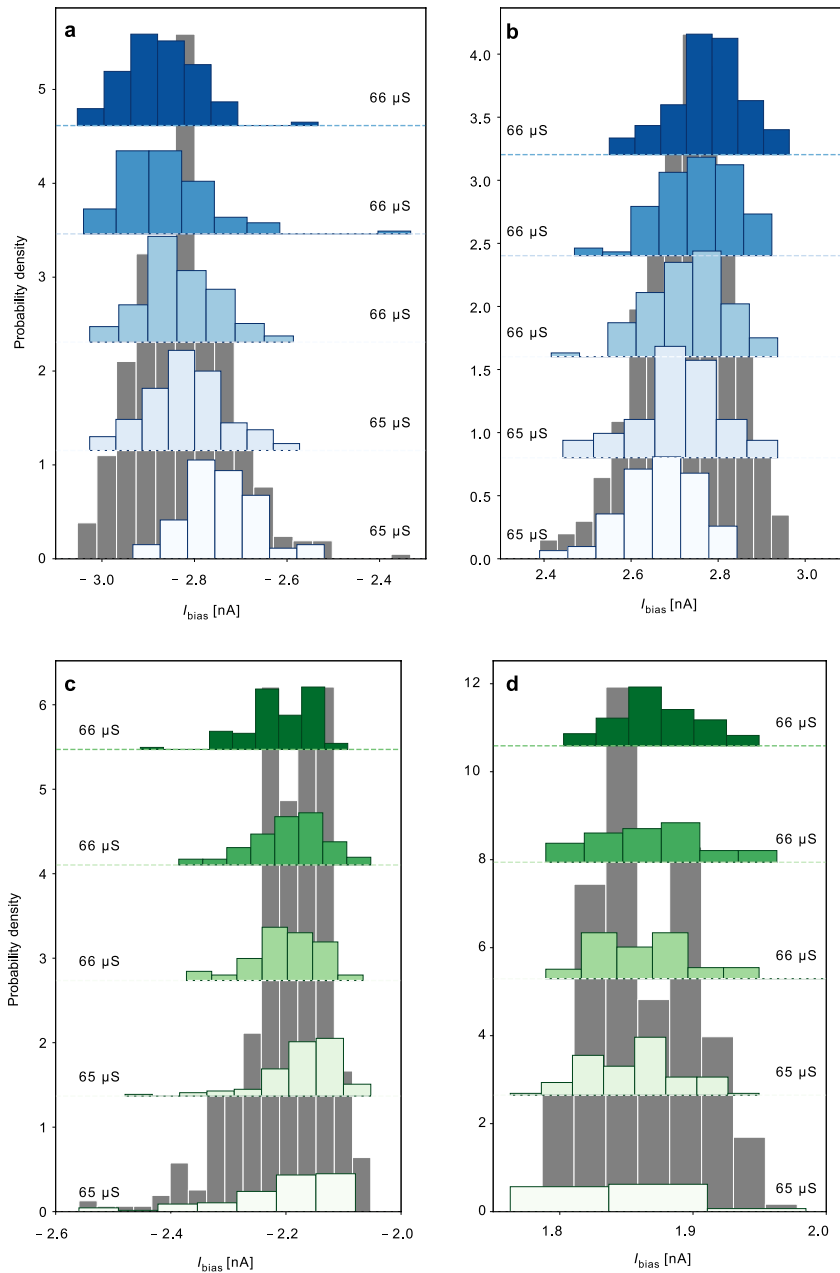 a
5
4
3
2
1
0
Probability density
66 μS
66 μS
66 μS
65 μS
65 μS
− 3.0 − 2.8 − 2.6 − 2.4
I bias [nA]
b
4.0
3.5
3.0
2.5
2.0
1.5
1.0
0.5
0.0
66 μS
66 μS
66 μS
65 μS
65 μS
2.4 2.6 2.8 3.0
I bias [nA]
c
6
5
4
3
2
1
0
Probability density
66 μS
66 μS
66 μS
65 μS
65 μS
− 2.6 − 2.4 − 2.2 − 2.0
I bias [nA]
d
12
10
8
6
4
2
0
66 μS
66 μS
66 μS
65 μS
65 μS
1.8 1.9 2.0
I bias [nA]